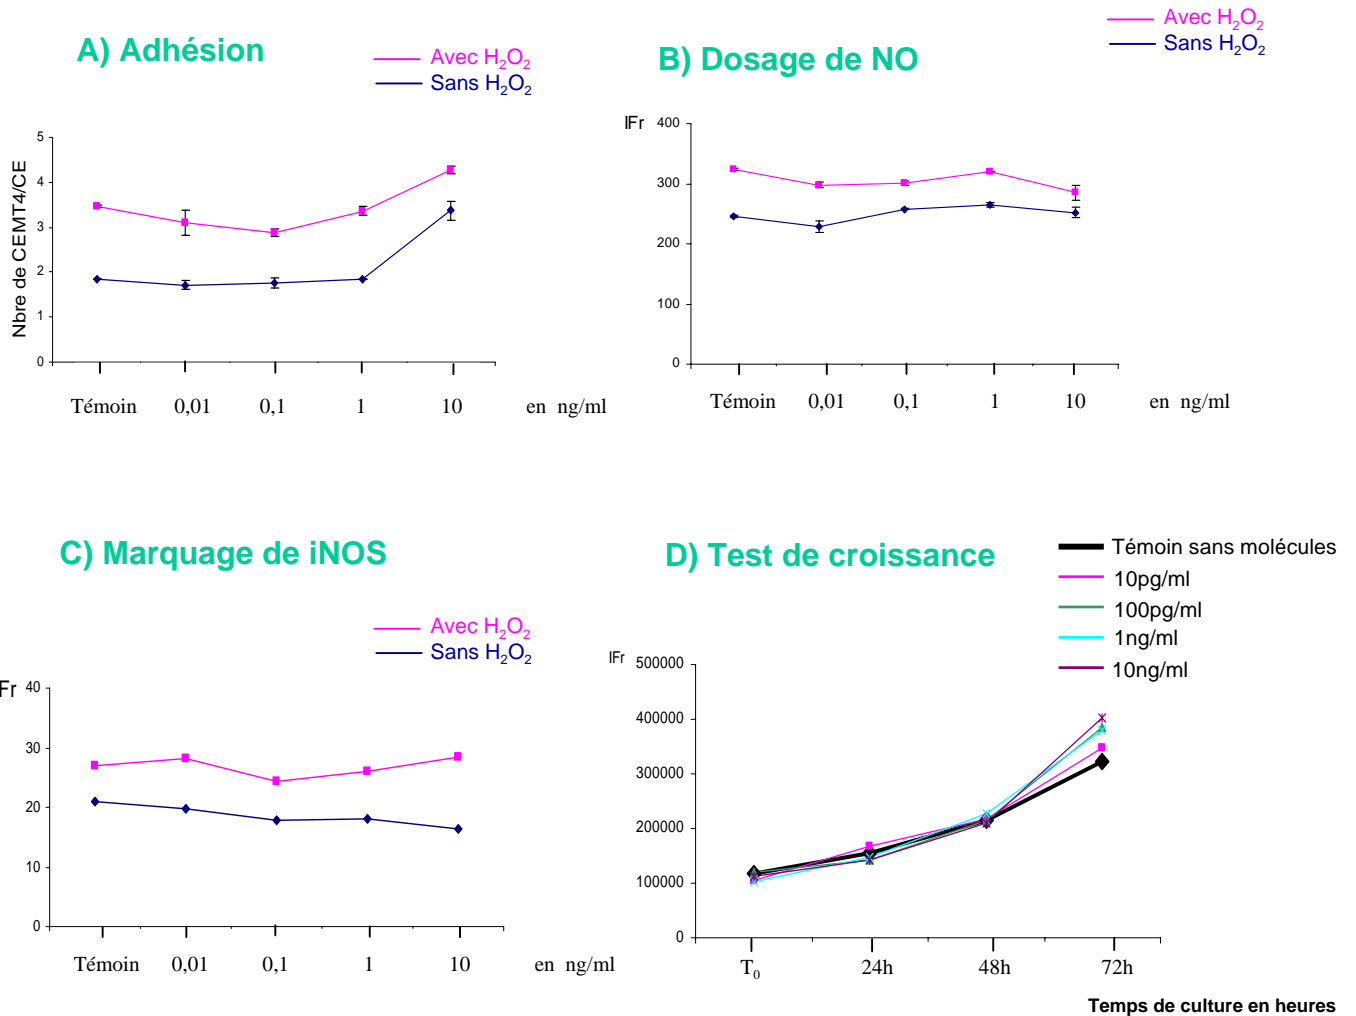 A) Adhésion
Avec H₂O₂
Sans H₂O₂
Nbre de CEMT4/CE
5
4
3
2
1
0
Témoin 0,01 0,1 1 10 en ng/ml
B) Dosage de NO
Avec H₂O₂
Sans H₂O₂
IFr
400
300
200
100
0
Témoin 0,01 0,1 1 10 en ng/ml
C) Marquage de iNOS
Avec H₂O₂
Sans H₂O₂
Fr
40
30
20
10
0
Témoin 0,01 0,1 1 10 en ng/ml
D) Test de croissance
Témoin sans molécules
10pg/ml
100pg/ml
1ng/ml
10ng/ml
IFr
500000
400000
300000
200000
100000
0
T₀ 24h 48h 72h
Temps de culture en heures